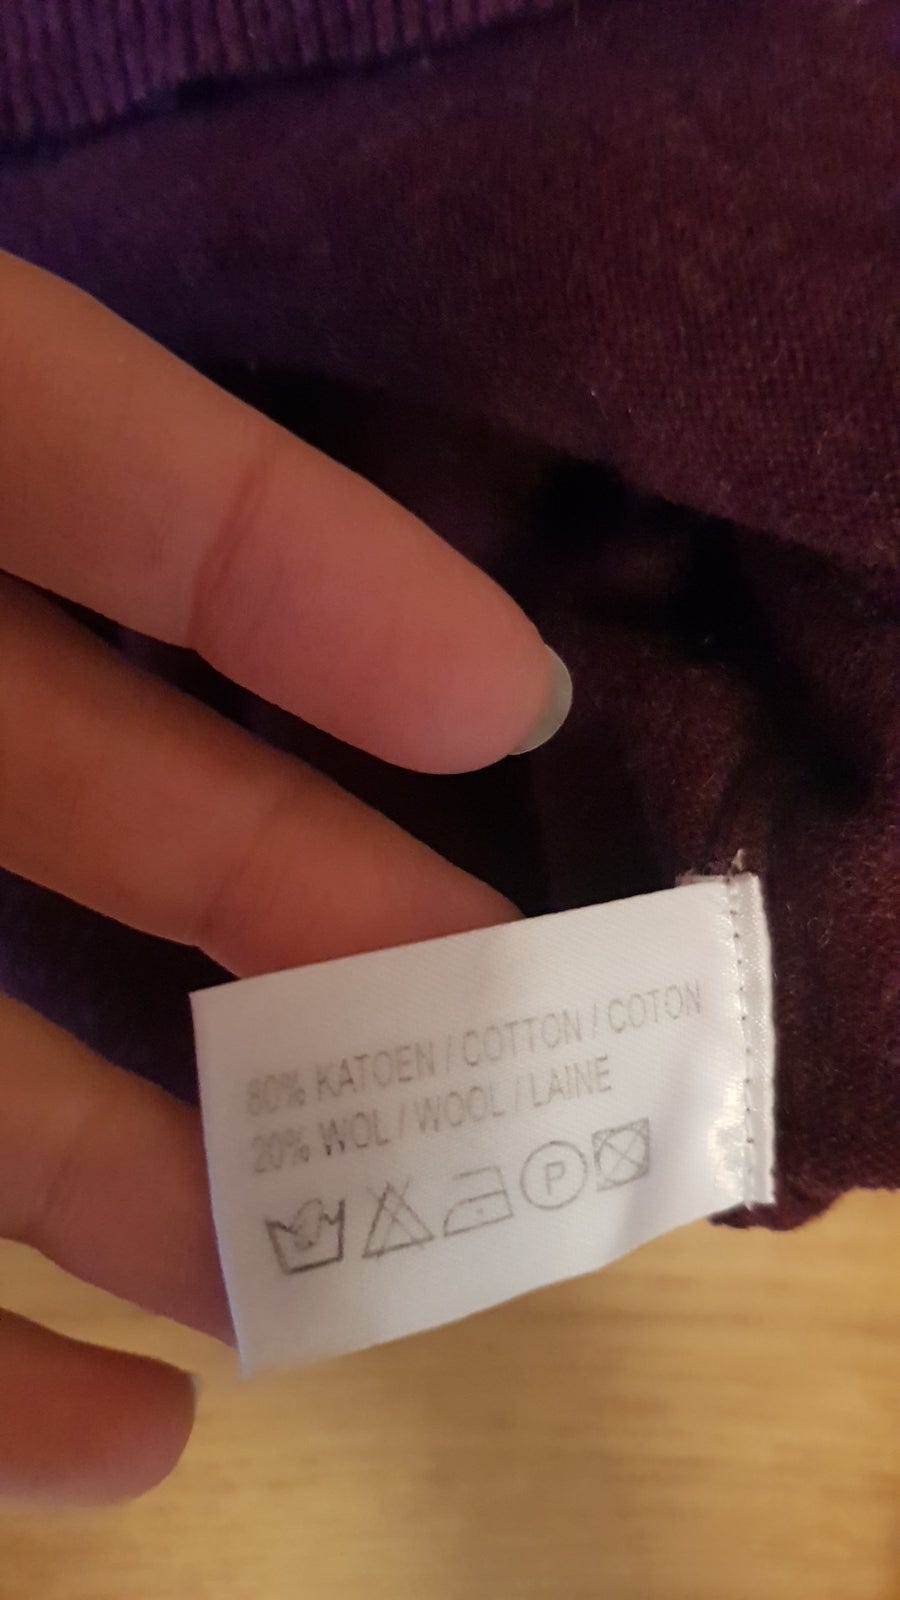 80% KATOEN / COTTON / COTON
20% WOL / WOOL / LAINE
P